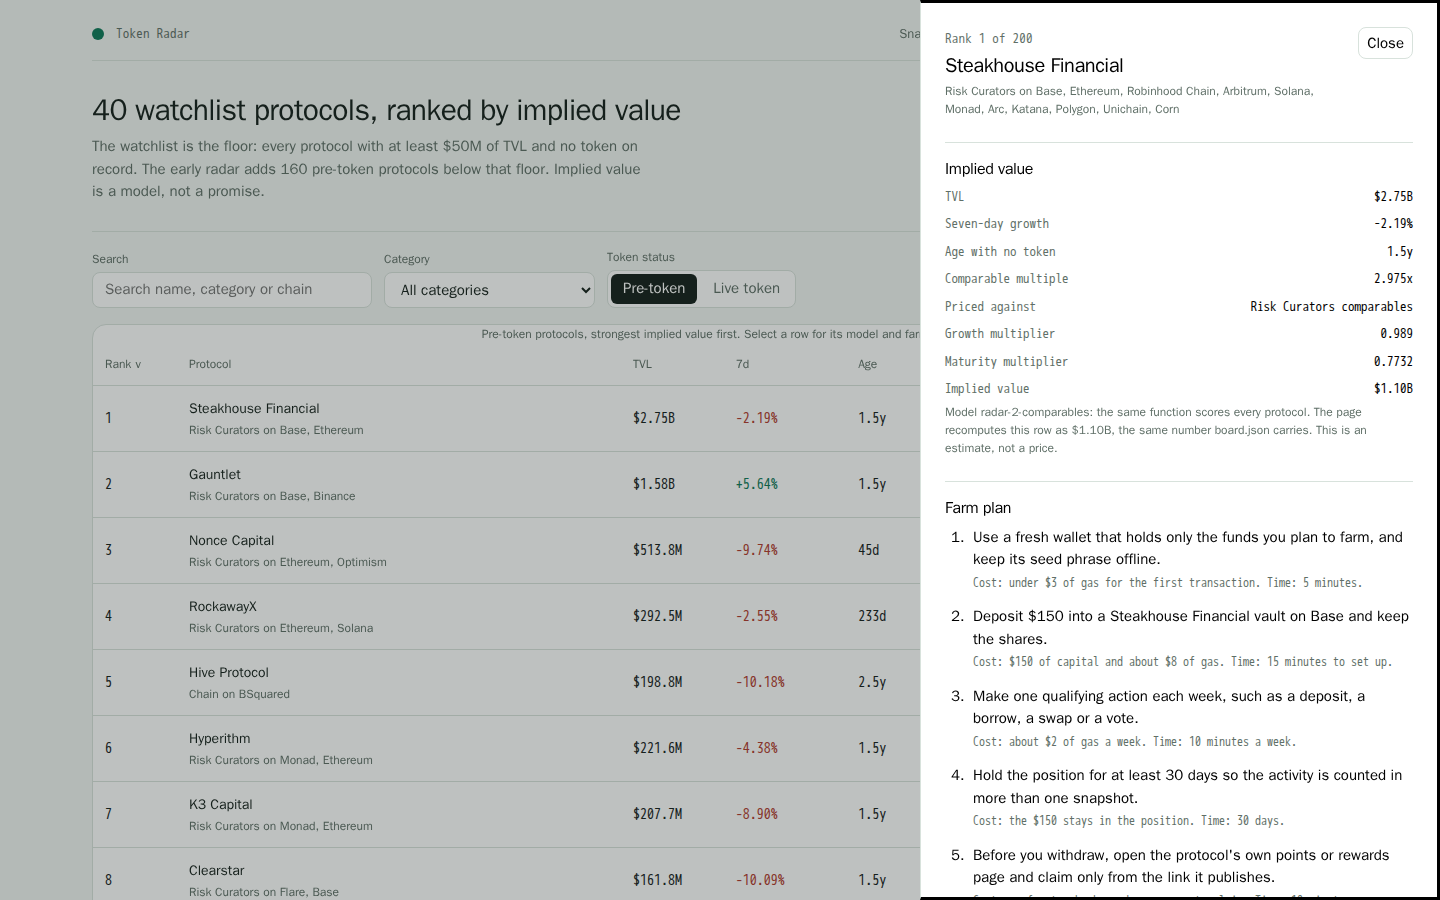 Token Radar
Sna
40 watchlist protocols, ranked by implied value
The watchlist is the floor: every protocol with at least $50M of TVL and no token on
record. The early radar adds 160 pre-token protocols below that floor. Implied value
is a model, not a promise.
Search
Category
Token status
Search name, category or chain
All categories
Pre-token
Live token
Pre-token protocols, strongest implied value first. Select a row for its model and far
Rank v Protocol TVL 7d Age
1 Steakhouse Financial $2.75B -2.19% 1.5y
Risk Curators on Base, Ethereum
2 Gauntlet $1.58B +5.64% 1.5y
Risk Curators on Base, Binance
3 Nonce Capital $513.8M -9.74% 45d
Risk Curators on Ethereum, Optimism
4 RockawayX $292.5M -2.55% 233d
Risk Curators on Ethereum, Solana
5 Hive Protocol $198.8M -10.18% 2.5y
Chain on BSquared
6 Hyperithm $221.6M -4.38% 1.5y
Risk Curators on Monad, Ethereum
7 K3 Capital $207.7M -8.90% 1.5y
Risk Curators on Monad, Ethereum
8 Clearstar $161.8M -10.09% 1.5y
Risk Curators on Flare, Base
Rank 1 of 200
Close
Steakhouse Financial
Risk Curators on Base, Ethereum, Robinhood Chain, Arbitrum, Solana,
Monad, Arc, Katana, Polygon, Unichain, Corn
Implied value
TVL $2.75B
Seven-day growth -2.19%
Age with no token 1.5y
Comparable multiple 2.975x
Priced against Risk Curators comparables
Growth multiplier 0.989
Maturity multiplier 0.7732
Implied value $1.10B
Model radar-2-comparables: the same function scores every protocol. The page
recomputes this row as $1.10B, the same number board.json carries. This is an
estimate, not a price.
Farm plan
1. Use a fresh wallet that holds only the funds you plan to farm, and
keep its seed phrase offline.
Cost: under $3 of gas for the first transaction. Time: 5 minutes.
2. Deposit $150 into a Steakhouse Financial vault on Base and keep
the shares.
Cost: $150 of capital and about $8 of gas. Time: 15 minutes to set up.
3. Make one qualifying action each week, such as a deposit, a
borrow, a swap or a vote.
Cost: about $2 of gas a week. Time: 10 minutes a week.
4. Hold the position for at least 30 days so the activity is counted in
more than one snapshot.
Cost: the $150 stays in the position. Time: 30 days.
5. Before you withdraw, open the protocol's own points or rewards
page and claim only from the link it publishes.